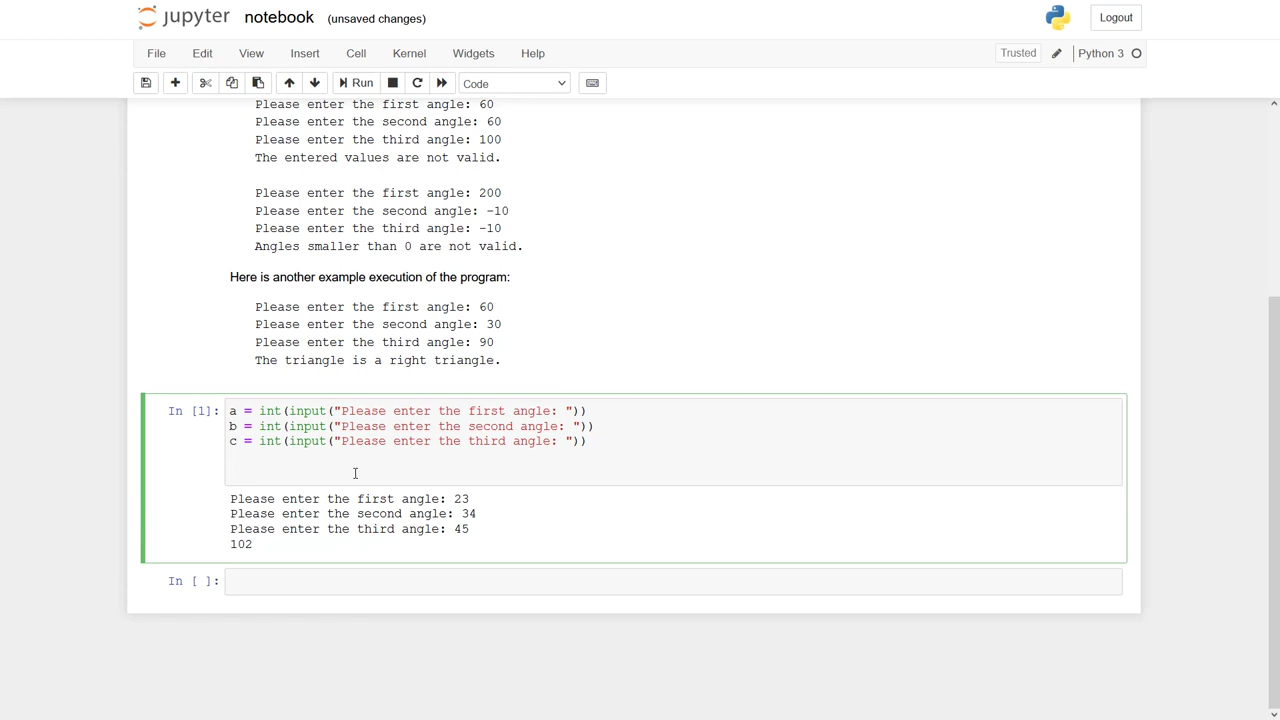 jupyter notebook (unsaved changes) Logout
File Edit View Insert Cell Kernel Widgets Help Trusted Python 3
Run Code
Please enter the first angle: 60
Please enter the second angle: 60
Please enter the third angle: 100
The entered values are not valid.
Please enter the first angle: 200
Please enter the second angle: -10
Please enter the third angle: -10
Angles smaller than 0 are not valid.
Here is another example execution of the program:
Please enter the first angle: 60
Please enter the second angle: 30
Please enter the third angle: 90
The triangle is a right triangle.
In [1]: a = int(input("Please enter the first angle: "))
b = int(input("Please enter the second angle: "))
c = int(input("Please enter the third angle: "))
Please enter the first angle: 23
Please enter the second angle: 34
Please enter the third angle: 45
102
In [ ]: